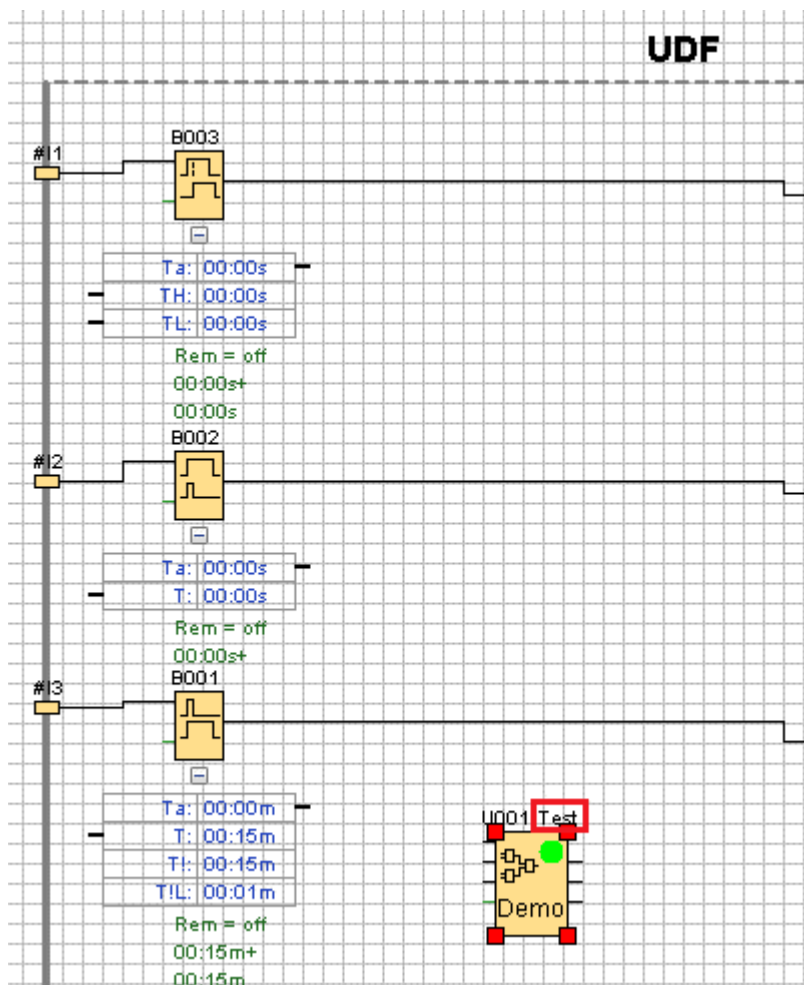 UDF
B003
#I1
Ta: 00:00s
TH: 00:00s
TL: 00:00s
Rem = off
00:00s+
00:00s
B002
#I2
Ta: 00:00s
T: 00:00s
Rem = off
00:00s+
B001
#I3
Ta: 00:00m
T: 00:15m
T!: 00:15m
T!L: 00:01m
Rem = off
00:15m+
00:15m
U001 Test
Demo